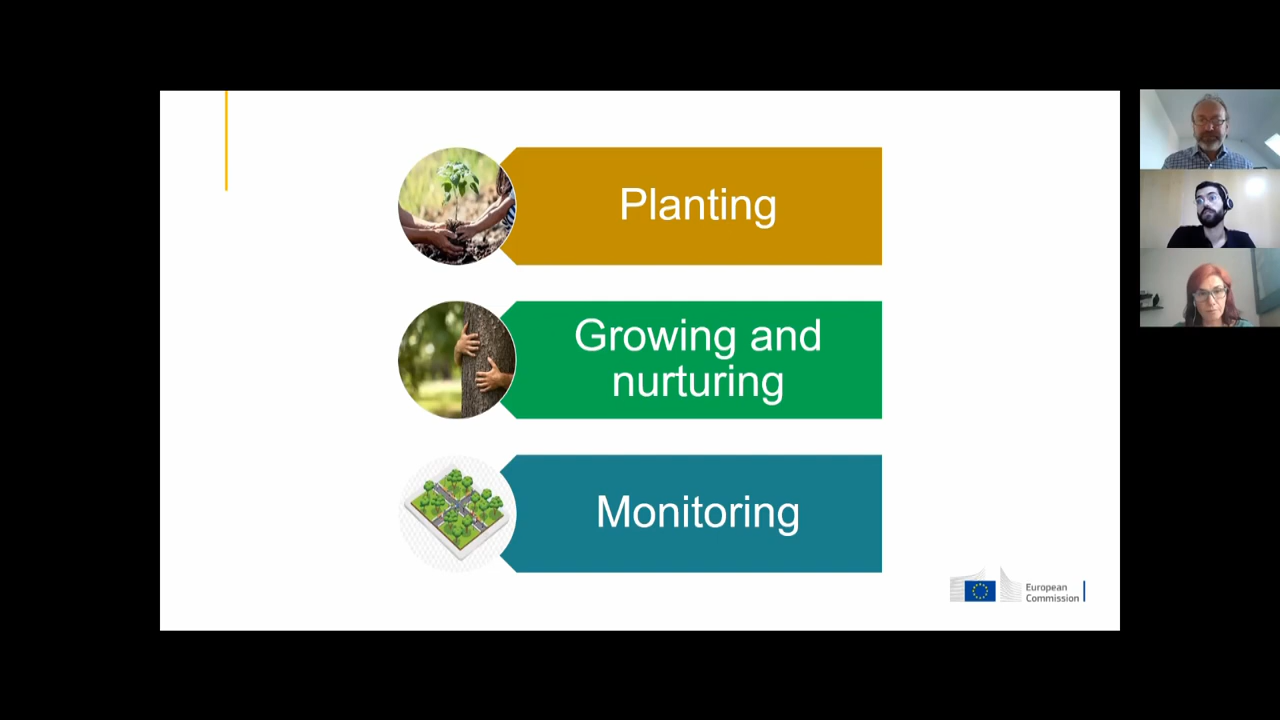 Planting
Growing and
nurturing
Monitoring
European
Commission